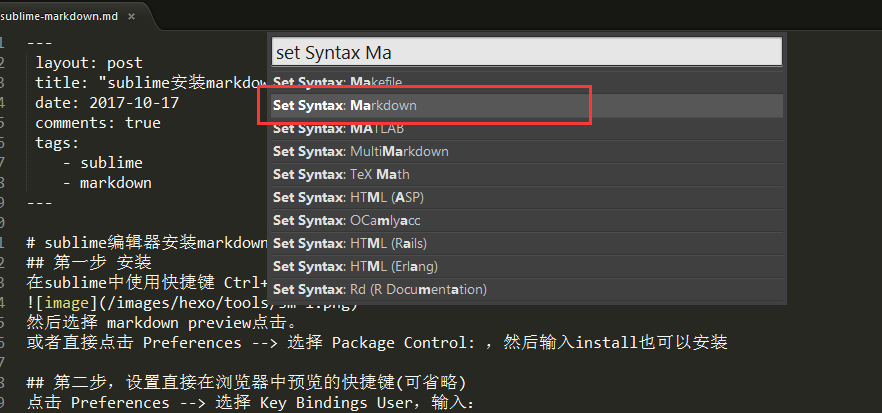 sublime-markdown.md ×
---
layout: post
title: "sublime安装markdow
date: 2017-10-17
comments: true
tags:
- sublime
- markdown
---
set Syntax Ma
Set Syntax: Makefile
Set Syntax: Markdown
Set Syntax: MATLAB
Set Syntax: MultiMarkdown
Set Syntax: TeX Math
Set Syntax: HTML (ASP)
Set Syntax: OCamlyacc
Set Syntax: HTML (Rails)
Set Syntax: HTML (Erlang)
Set Syntax: Rd (R Documentation)
# sublime编辑器安装markdown
## 第一步 安装
在sublime中使用快捷键 Ctrl+
![image](/images/hexo/tools/sm-1.png)
然后选择 markdown preview点击。
或者直接点击 Preferences --> 选择 Package Control: ，然后输入install也可以安装
## 第二步，设置直接在浏览器中预览的快捷键(可省略)
点击 Preferences --> 选择 Key Bindings User，输入：